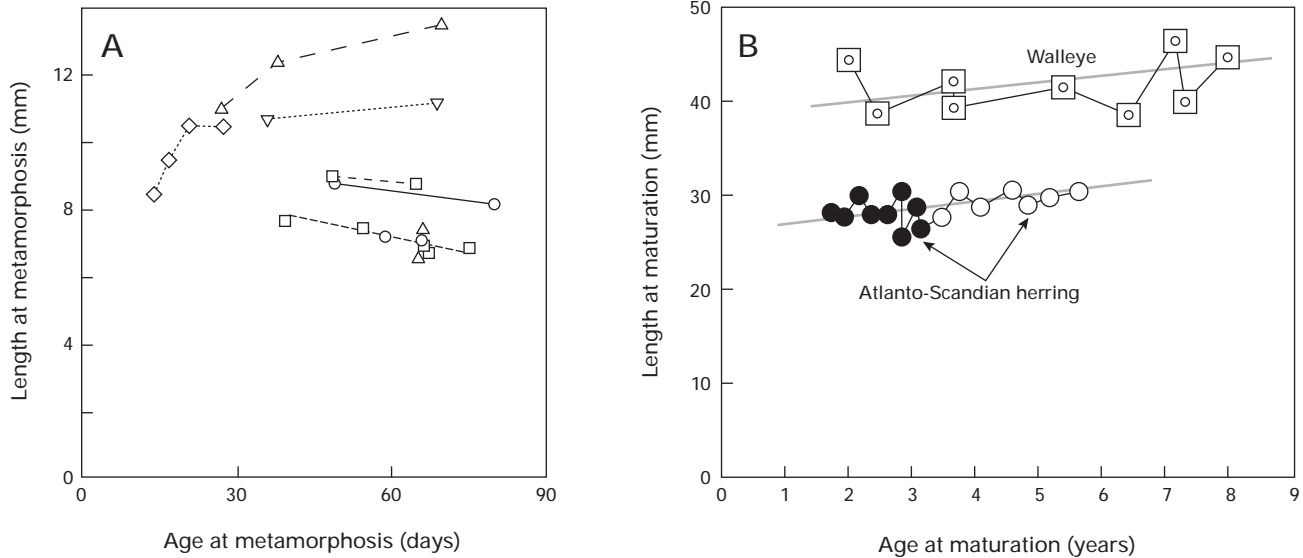 A
Length at metamorphosis (mm)
12
8
4
0
0 30 60 90
Age at metamorphosis (days)
B
Length at maturation (mm)
50
40
30
20
10
0
Walleye
Atlanto-Scandian herring
0 1 2 3 4 5 6 7 8 9
Age at maturation (years)